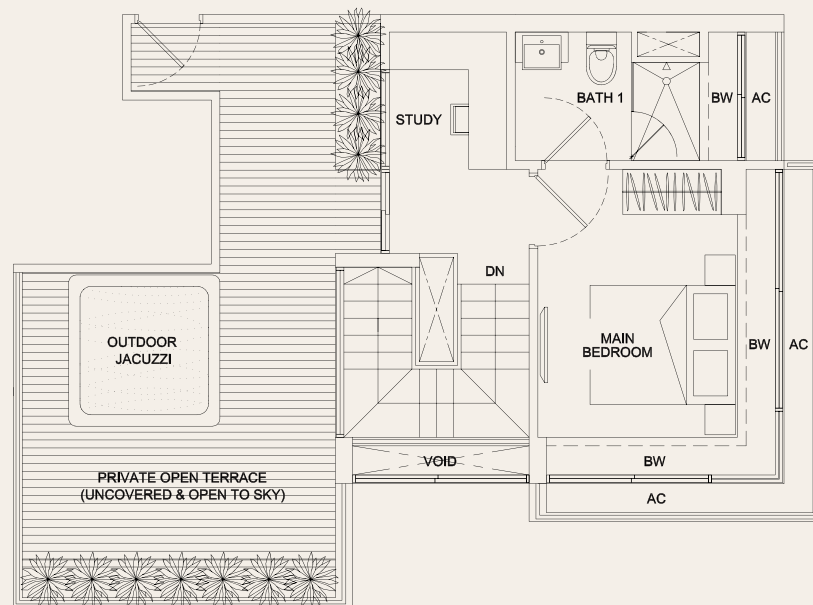 STUDY
BATH 1
BW
AC
DN
OUTDOOR
JACUZZI
MAIN
BEDROOM
BW
AC
VOID
BW
PRIVATE OPEN TERRACE
(UNCOVERED & OPEN TO SKY)
AC